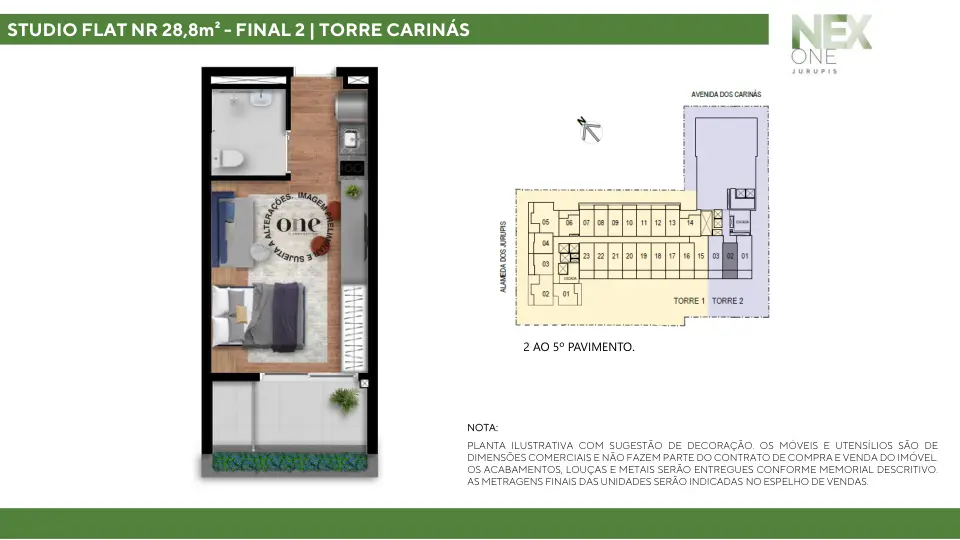 STUDIO FLAT NR 28,8m² - FINAL 2 | TORRE CARINÁS
NEX
ONE
JURUPIS
IMAGEM PRELIMINAR E SUJEITA A ALTERAÇÕES.
one
AVENIDA DOS CARINÁS
N
ALAMEDA DOS JURUPIS
05 06 07 08 09 10 11 12 13 14
04
03
23 22 21 20 19 18 17 16 15 03 02 01
02 01
TORRE 1 TORRE 2
2 AO 5º PAVIMENTO.
NOTA:
PLANTA ILUSTRATIVA COM SUGESTÃO DE DECORAÇÃO. OS MÓVEIS E UTENSÍLIOS SÃO DE
DIMENSÕES COMERCIAIS E NÃO FAZEM PARTE DO CONTRATO DE COMPRA E VENDA DO IMÓVEL.
OS ACABAMENTOS, LOUÇAS E METAIS SERÃO ENTREGUES CONFORME MEMORIAL DESCRITIVO.
AS METRAGENS FINAIS DAS UNIDADES SERÃO INDICADAS NO ESPELHO DE VENDAS.